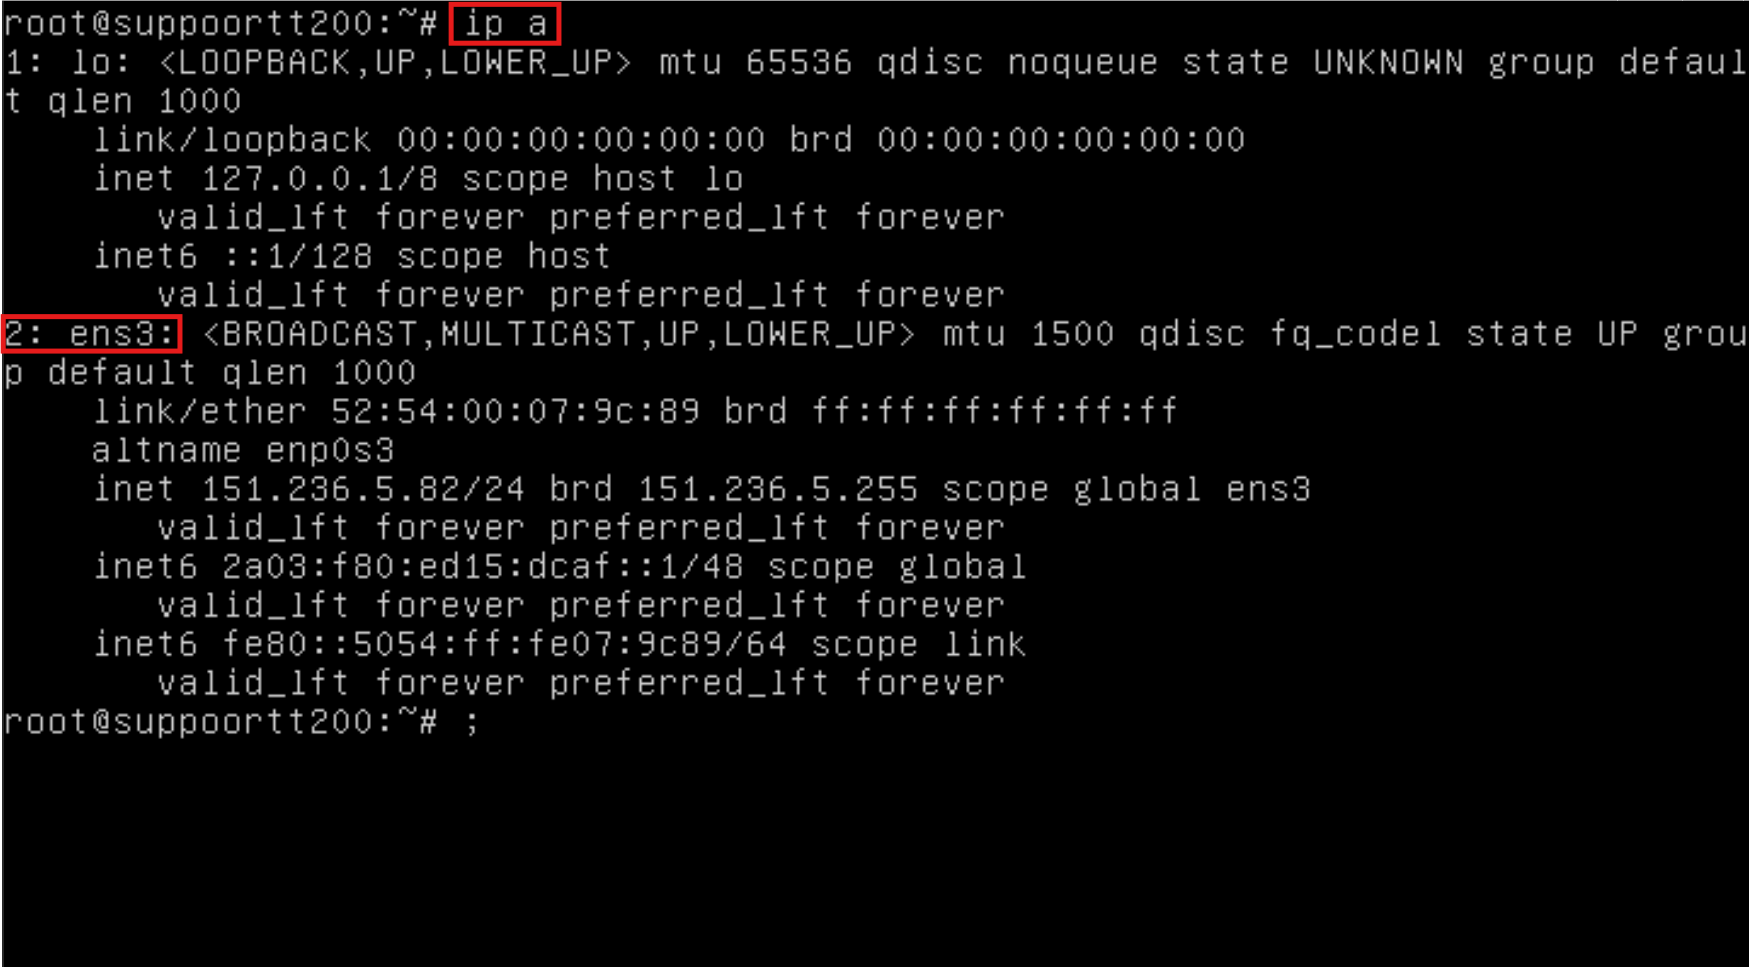 root@suppoortt200:~# ip a
1: lo: <LOOPBACK,UP,LOWER_UP> mtu 65536 qdisc noqueue state UNKNOWN group defaul
t qlen 1000
    link/loopback 00:00:00:00:00:00 brd 00:00:00:00:00:00
    inet 127.0.0.1/8 scope host lo
       valid_lft forever preferred_lft forever
    inet6 ::1/128 scope host
       valid_lft forever preferred_lft forever
2: ens3: <BROADCAST,MULTICAST,UP,LOWER_UP> mtu 1500 qdisc fq_codel state UP grou
p default qlen 1000
    link/ether 52:54:00:07:9c:89 brd ff:ff:ff:ff:ff:ff
    altname enp0s3
    inet 151.236.5.82/24 brd 151.236.5.255 scope global ens3
       valid_lft forever preferred_lft forever
    inet6 2a03:f80:ed15:dcaf::1/48 scope global
       valid_lft forever preferred_lft forever
    inet6 fe80::5054:ff:fe07:9c89/64 scope link
       valid_lft forever preferred_lft forever
root@suppoortt200:~# ;